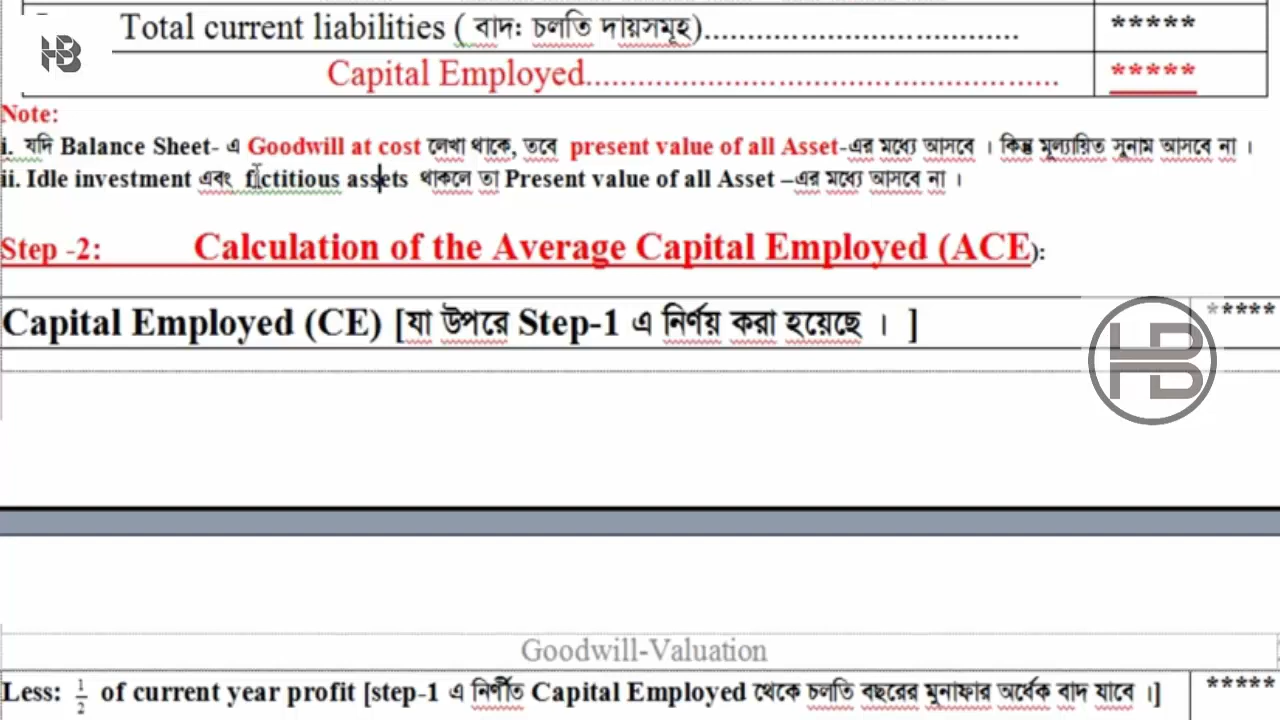 Total current liabilities ( বাদ: চলতি দায়সমূহ).................................... *****
HB
Capital Employed..................................................... *****
Note:
i. যদি Balance Sheet- এ Goodwill at cost লেখা থাকে, তবে present value of all Asset-এর মধ্যে আসবে । কিন্তু মূল্যায়িত সুনাম আসবে না ।
ii. Idle investment এবং fictitious assets থাকলে তা Present value of all Asset –এর মধ্যে আসবে না ।
Step -2: Calculation of the Average Capital Employed (ACE):
Capital Employed (CE) [যা উপরে Step-1 এ নির্ণয় করা হয়েছে । ] *****
HB
Goodwill-Valuation
Less: 1/2 of current year profit [step-1 এ নির্ণীত Capital Employed থেকে চলতি বছরের মুনাফার অর্ধেক বাদ যাবে ।] *****